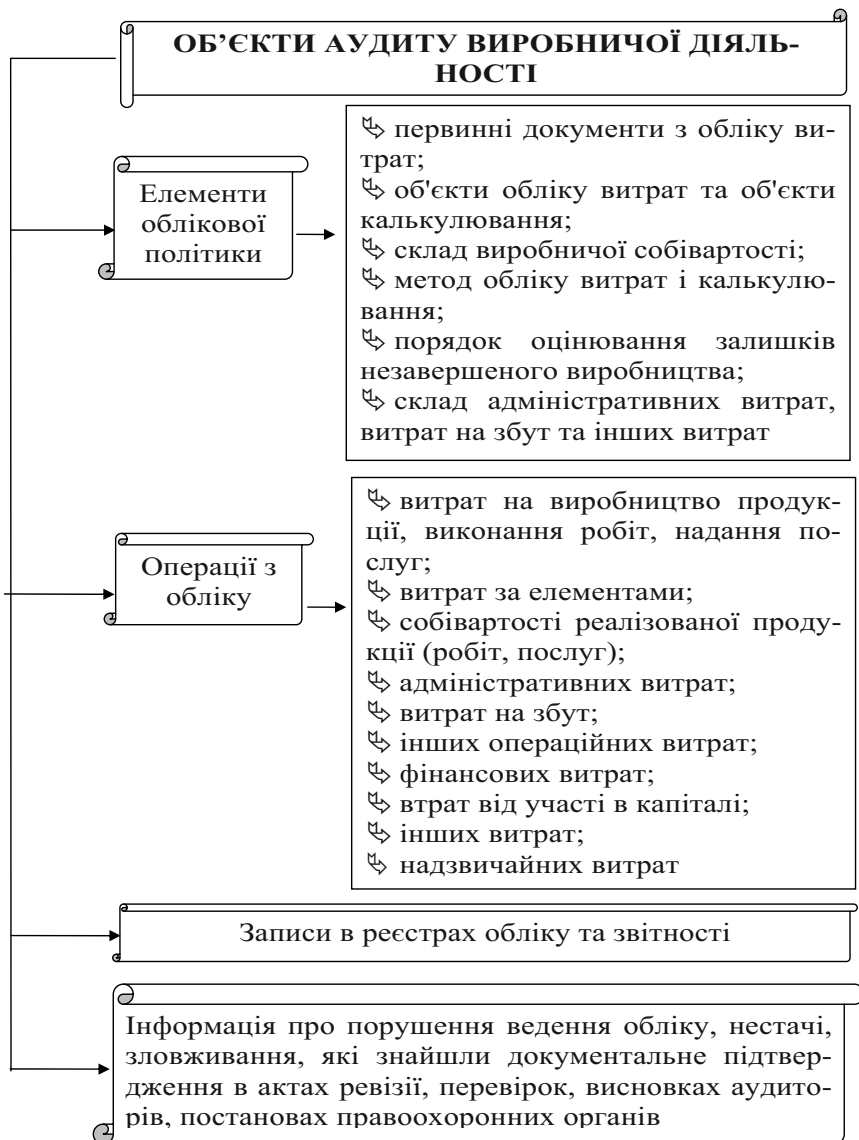 ОБ’ЄКТИ АУДИТУ ВИРОБНИЧОЇ ДІЯЛЬ-
НОСТІ
Елементи
облікової
політики
первинні документи з обліку ви-
трат;
об'єкти обліку витрат та об'єкти
калькулювання;
склад виробничої собівартості;
метод обліку витрат і калькулю-
вання;
порядок оцінювання залишків
незавершеного виробництва;
склад адміністративних витрат,
витрат на збут та інших витрат
Операції з
обліку
витрат на виробництво продук-
ції, виконання робіт, надання по-
слуг;
витрат за елементами;
собівартості реалізованої проду-
кції (робіт, послуг);
адміністративних витрат;
витрат на збут;
інших операційних витрат;
фінансових витрат;
втрат від участі в капіталі;
інших витрат;
надзвичайних витрат
Записи в реєстрах обліку та звітності
Інформація про порушення ведення обліку, нестачі,
зловживання, які знайшли документальне підтвер-
дження в актах ревізії, перевірок, висновках аудито-
рів, постановах правоохоронних органів